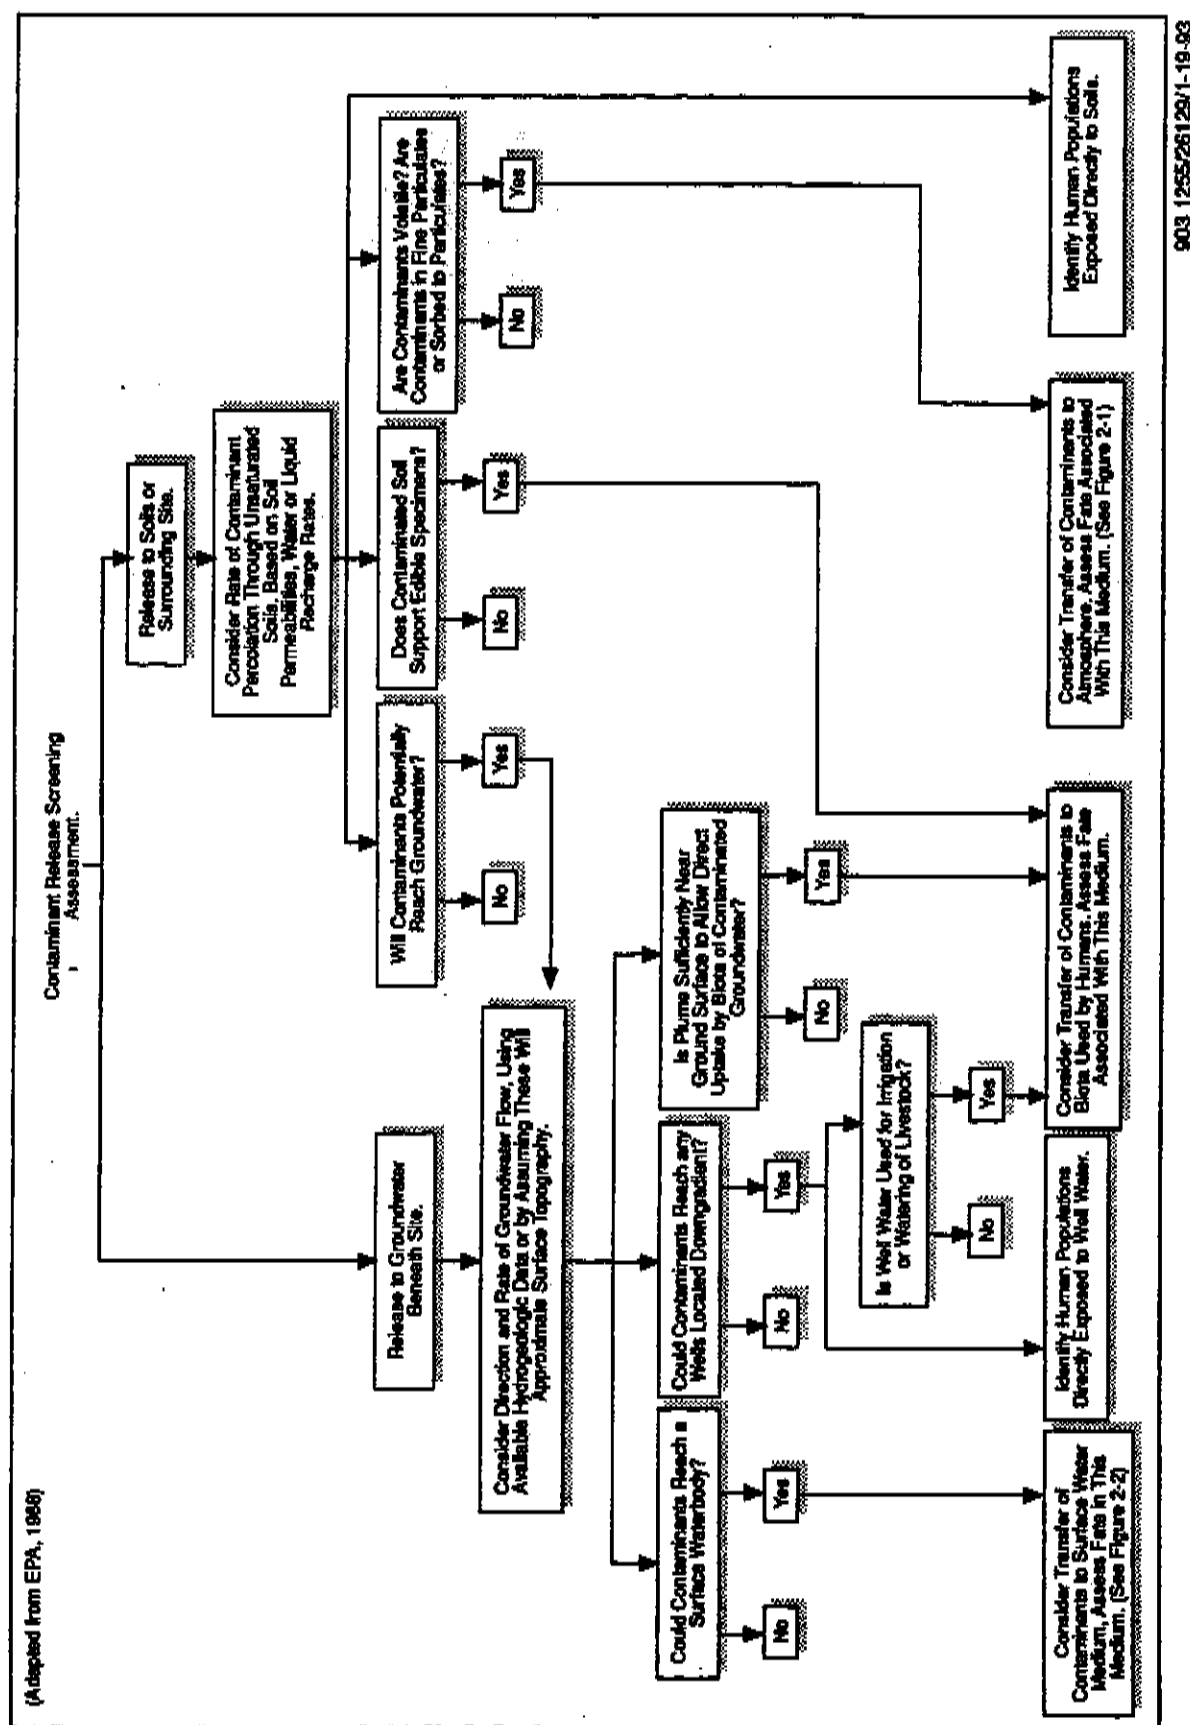 (Adapted from EPA, 1988)
Contaminant Release Screening
Assessment.
Release to Groundwater
Beneath Site.
Release to Soils or
Surrounding Site.
Consider Rate of Contaminant
Percolation Through Unsaturated
Soils, Based on Soil
Permeabilities, Water or Liquid
Recharge Rates.
Will Contaminants Potentially
Reach Groundwater?
No
Yes
Does Contaminated Soil
Support Edible Specimens?
No
Yes
Are Contaminants Volatile? Are
Contaminants in Fine Particulates
or Sorbed to Particulates?
No
Yes
Consider Direction and Rate of Groundwater Flow, Using
Available Hydrogeologic Data or by Assuming These Will
Approximate Surface Topography.
Could Contaminants Reach a
Surface Waterbody?
No
Yes
Could Contaminants Reach any
Wells Located Downgradient?
No
Yes
Is Plume Sufficiently Near
Ground Surface to Allow Direct
Uptake by Biota of Contaminated
Groundwater?
No
Yes
Is Well Water Used for Irrigation
or Watering of Livestock?
No
Yes
Consider Transfer of
Contaminants to Surface Water
Medium, Assess Fate in This
Medium. (See Figure 2-2)
Identify Human Populations
Directly Exposed to Well Water.
Consider Transfer of Contaminants to
Biota Used by Humans. Assess Fate
Associated With This Medium.
Consider Transfer of Contaminants to
Atmosphere, Assess Fate Associated
With This Medium. (See Figure 2-1)
Identify Human Populations
Exposed Directly to Soils.
903 1255/26129/1-19-93